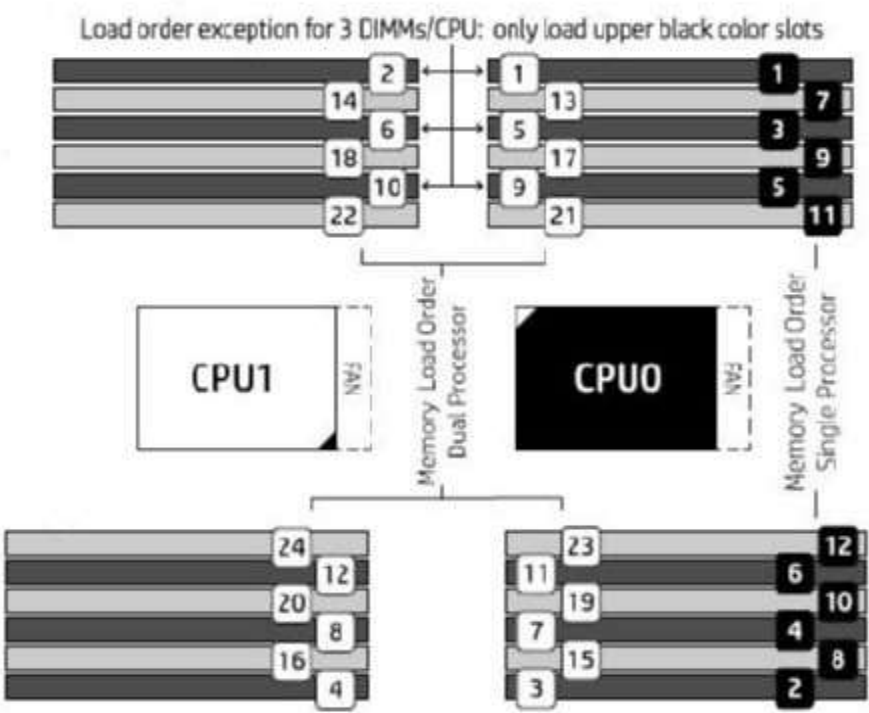 Load order exception for 3 DIMMs/CPU: only load upper black color slots
2 1 1
14 13 7
6 5 3
18 17 9
10 9 5
22 21 11
CPU1
FAN
Memory Load Order
Dual Processor
CPU0
FAN
Memory Load Order
Single Processor
24 23 12
12 11 6
20 19 10
8 7 4
16 15 8
4 3 2